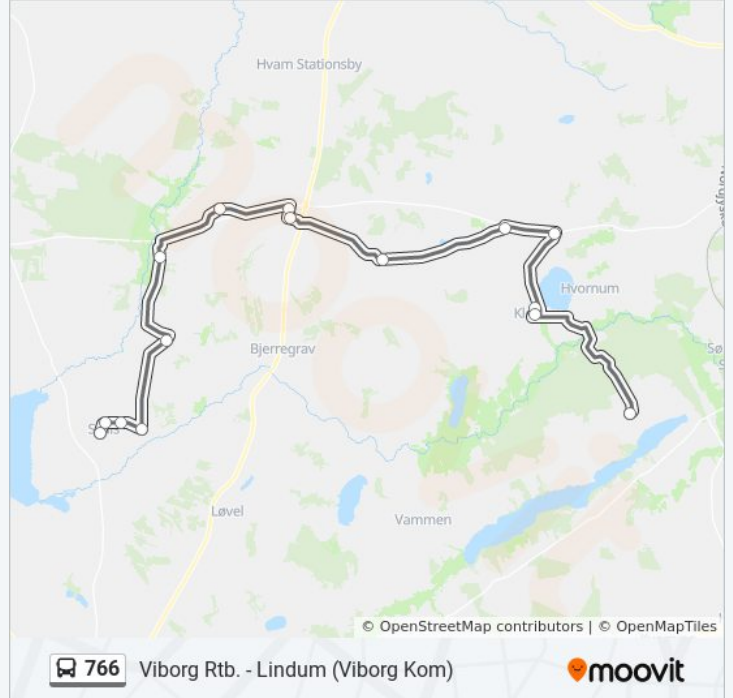 Hvam Stationsby
Hvornum
Bjerregrav
Løvel
Vammen
© OpenStreetMap contributors | © OpenMapTiles
766 Viborg Rtb. - Lindum (Viborg Kom)
moovit